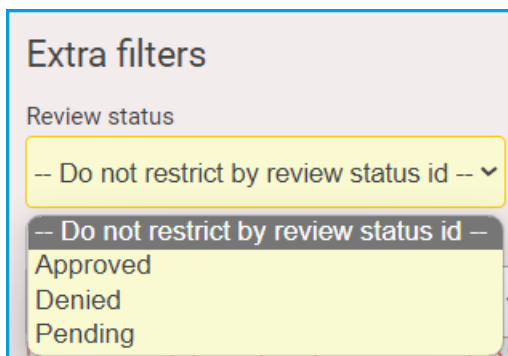 Extra filters
Review status
-- Do not restrict by review status id --
-- Do not restrict by review status id --
Approved
Denied
Pending